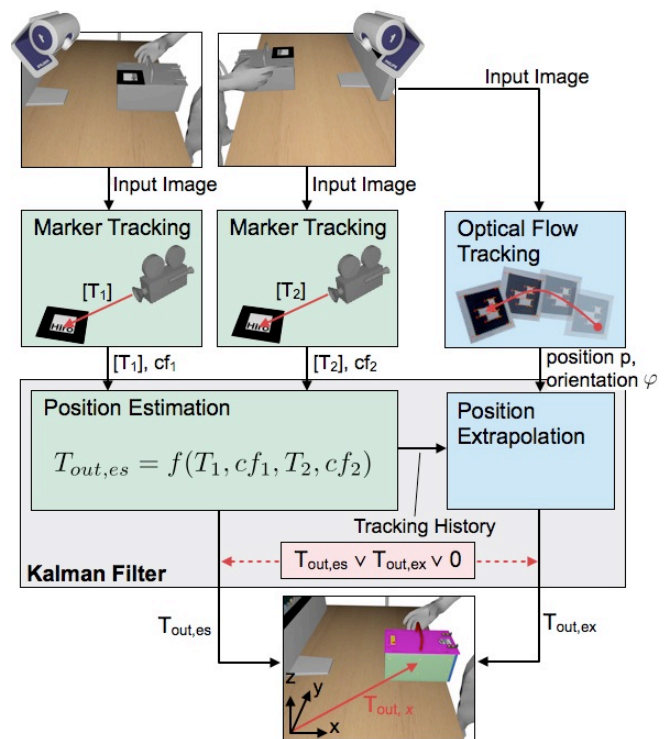 Input Image
Input Image
Input Image
Marker Tracking
[T1]
Hiro
Marker Tracking
[T2]
Hiro
Optical Flow
Tracking
[T1], cf1
[T2], cf2
position p,
orientation φ
Position Estimation
Tout,es = f(T1, cf1, T2, cf2)
Position
Extrapolation
Tracking History
Tout,es ∨ Tout,ex ∨ 0
Kalman Filter
Tout,es
Tout,ex
z
y
x
Tout, x